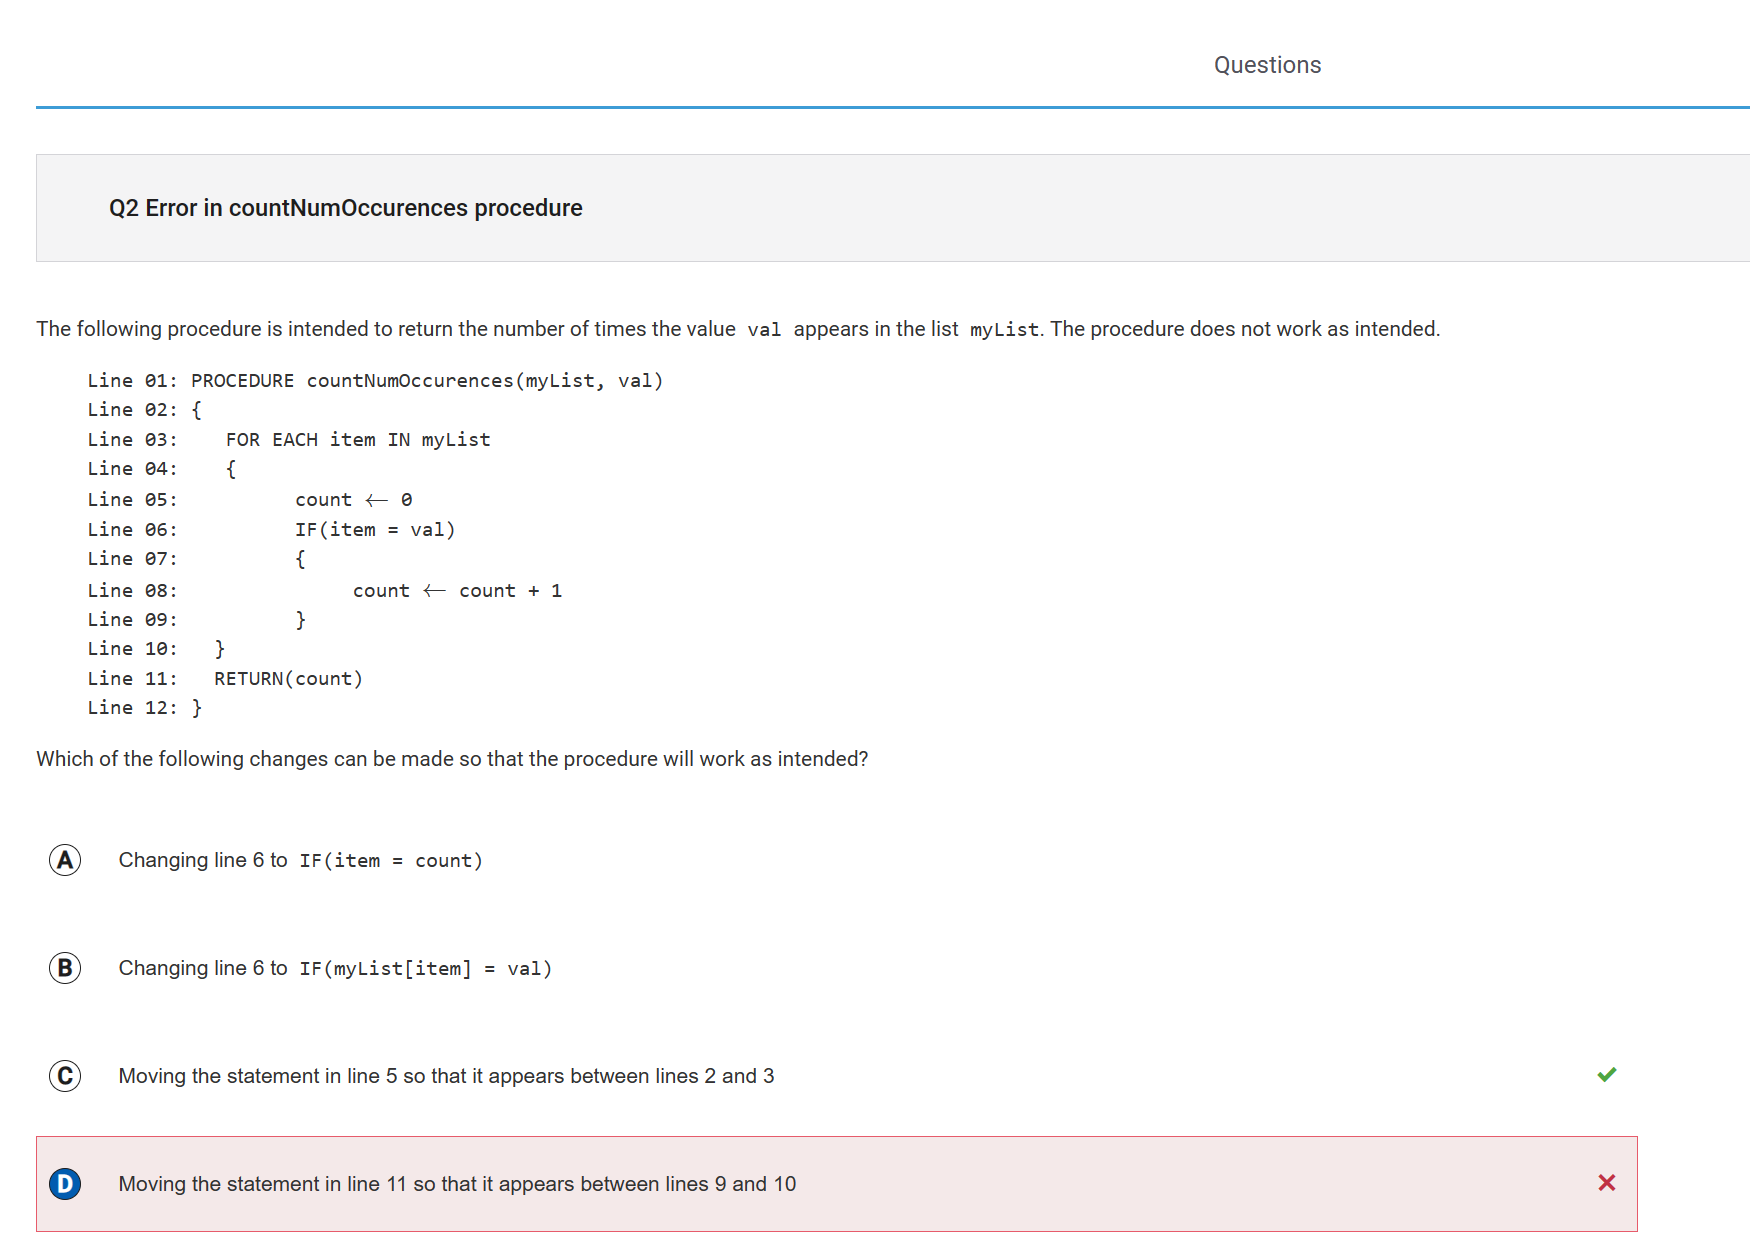 Questions
Q2 Error in countNumOccurences procedure
The following procedure is intended to return the number of times the value val appears in the list myList. The procedure does not work as intended.
Line 01: PROCEDURE countNumOccurences(myList, val)
Line 02: {
Line 03: FOR EACH item IN myList
Line 04: {
Line 05: count ← 0
Line 06: IF(item = val)
Line 07: {
Line 08: count ← count + 1
Line 09: }
Line 10: }
Line 11: RETURN(count)
Line 12: }
Which of the following changes can be made so that the procedure will work as intended?
A Changing line 6 to IF(item = count)
B Changing line 6 to IF(myList[item] = val)
C Moving the statement in line 5 so that it appears between lines 2 and 3
D Moving the statement in line 11 so that it appears between lines 9 and 10